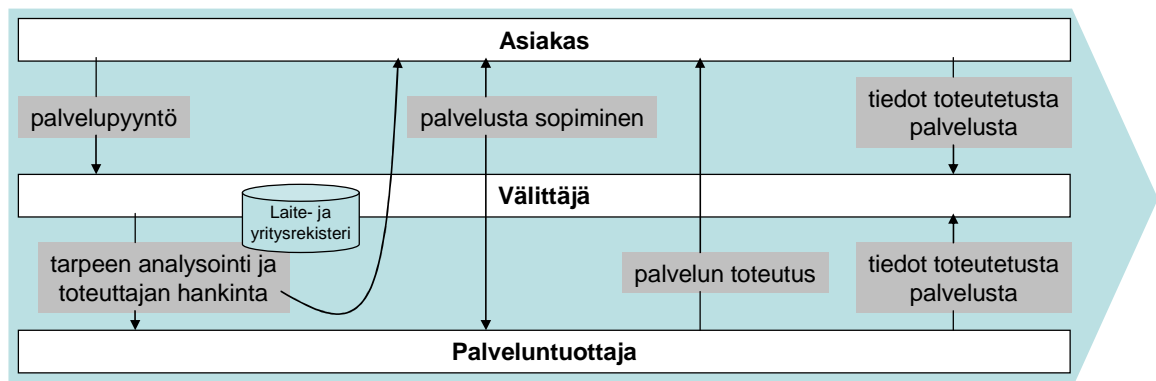 Asiakas
palvelupyyntö
palvelusta sopiminen
tiedot toteutetusta
palvelusta
Välittäjä
Laite- ja
yritysrekisteri
tarpeen analysointi ja
toteuttajan hankinta
palvelun toteutus
tiedot toteutetusta
palvelusta
Palveluntuottaja